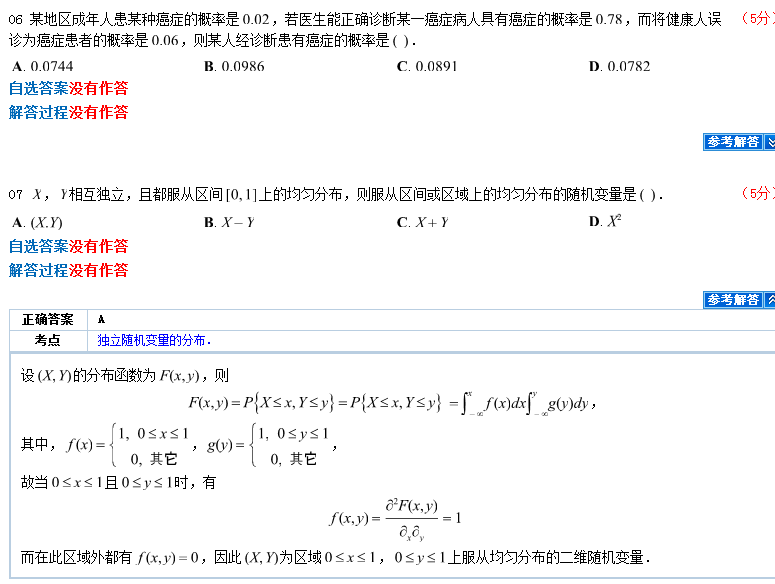 06 某地区成年人患某种癌症的概率是 0.02，若医生能正确诊断某一癌症病人具有癌症的概率是 0.78，而将健康人误 （5分）
诊为癌症患者的概率是 0.06，则某人经诊断患有癌症的概率是 ( ).
A. 0.0744 B. 0.0986 C. 0.0891 D. 0.0782
自选答案没有作答
解答过程没有作答
参考解答
07 X，Y相互独立，且都服从区间 [0,1] 上的均匀分布，则服从区间或区域上的均匀分布的随机变量是 ( ). （5分）
A. (X.Y) B. X − Y C. X + Y D. X²
自选答案没有作答
解答过程没有作答
参考解答
正确答案 A
考点 独立随机变量的分布．
设 (X,Y) 的分布函数为 F(x,y)，则
F(x,y) = P{X ≤ x, Y ≤ y} = P{X ≤ x, Y ≤ y} = ∫_{−∞}^{x} f(x)dx ∫_{−∞}^{y} g(y)dy，
其中，f(x) = {1, 0 ≤ x ≤ 1 0, 其它，g(y) = {1, 0 ≤ y ≤ 1 0, 其它，
故当 0 ≤ x ≤ 1 且 0 ≤ y ≤ 1 时，有
f(x,y) = ∂²F(x,y) / ∂ₓ∂ᵧ = 1
而在此区域外都有 f(x,y) = 0，因此 (X,Y) 为区域 0 ≤ x ≤ 1，0 ≤ y ≤ 1 上服从均匀分布的二维随机变量．